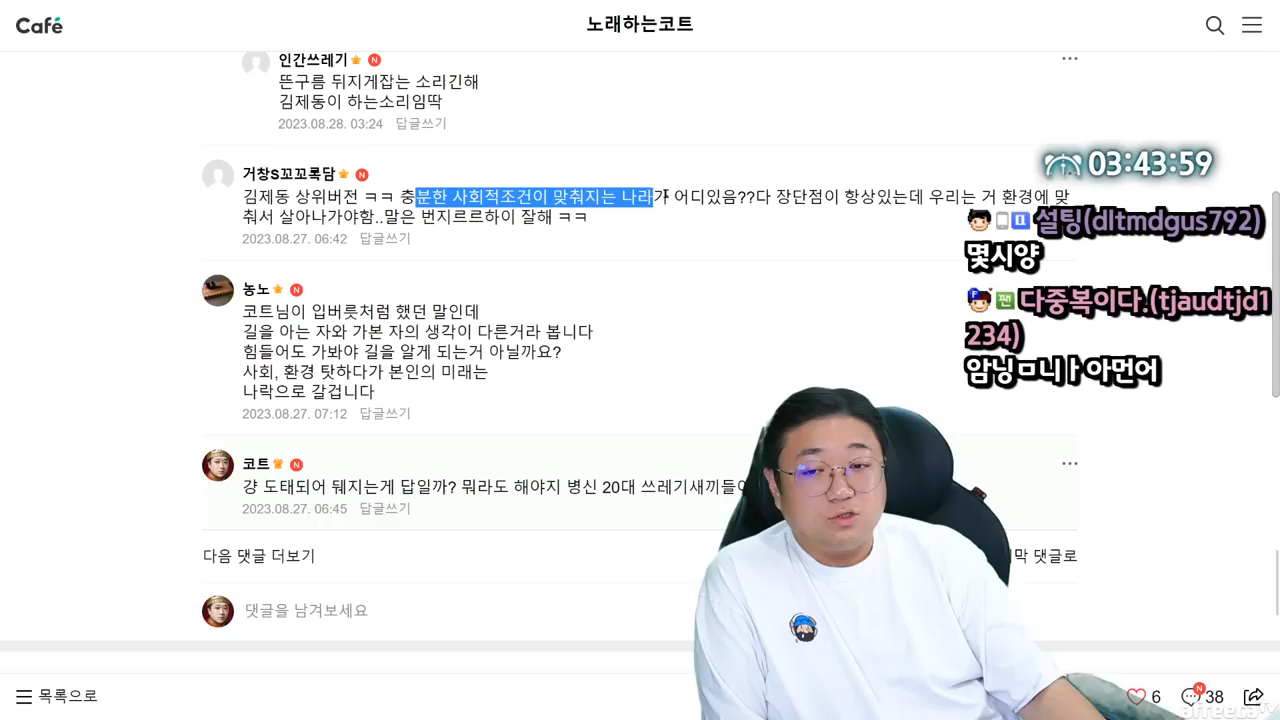 Café
노래하는코트
인간쓰레기 N
뜬구름 뒤지게잡는 소리긴해
김제동이 하는소리임딱
2023.08.28. 03:24 답글쓰기
03:43:59
거창S꼬꼬록담 N
김제동 상위버전 ㅋㅋ 충분한 사회적조건이 맞춰지는 나라가 어디있음??다 장단점이 항상있는데 우리는 거 환경에 맞
춰서 살아나가야함..말은 번지르르하이 잘해 ㅋㅋ
2023.08.27. 06:42 답글쓰기
설팅(dltmdgus792)
몇시양
팬 다중복이다.(tjaudtjd1
234)
암닝ㅁ니ㅏ 아먼어
농노 N
코트님이 입버릇처럼 했던 말인데
길을 아는 자와 가본 자의 생각이 다른거라 봅니다
힘들어도 가봐야 길을 알게 되는거 아닐까요?
사회, 환경 탓하다가 본인의 미래는
나락으로 갈겁니다
2023.08.27. 07:12 답글쓰기
코트 N
걍 도태되어 뒈지는게 답일까? 뭐라도 해야지 병신 20대 쓰레기새끼들
2023.08.27. 06:45 답글쓰기
다음 댓글 더보기
막 댓글로
댓글을 남겨보세요
목록으로
6
N
38
afreecaTV